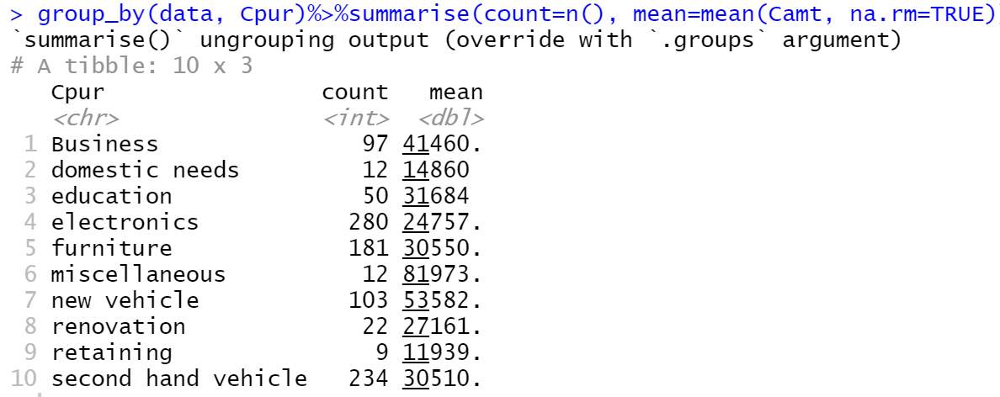 > group_by(data, Cpur)%>%summarise(count=n(), mean=mean(Camt, na.rm=TRUE)
`summarise()` ungrouping output (override with `.groups` argument)
# A tibble: 10 x 3
   Cpur                count   mean
   <chr>               <int>  <dbl>
 1 Business               97 41460.
 2 domestic needs         12 14860
 3 education              50 31684
 4 electronics           280 24757.
 5 furniture             181 30550.
 6 miscellaneous          12 81973.
 7 new vehicle           103 53582.
 8 renovation             22 27161.
 9 retaining               9 11939.
10 second hand vehicle   234 30510.